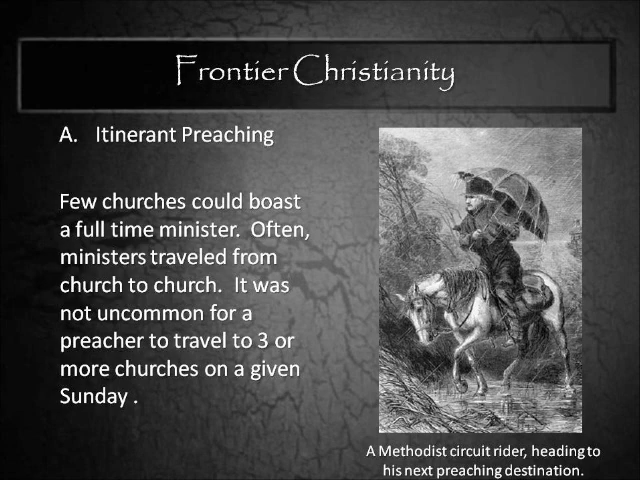 Frontier Christianity
A. Itinerant Preaching
Few churches could boast
a full time minister. Often,
ministers traveled from
church to church. It was
not uncommon for a
preacher to travel to 3 or
more churches on a given
Sunday .
A Methodist circuit rider, heading to
his next preaching destination.